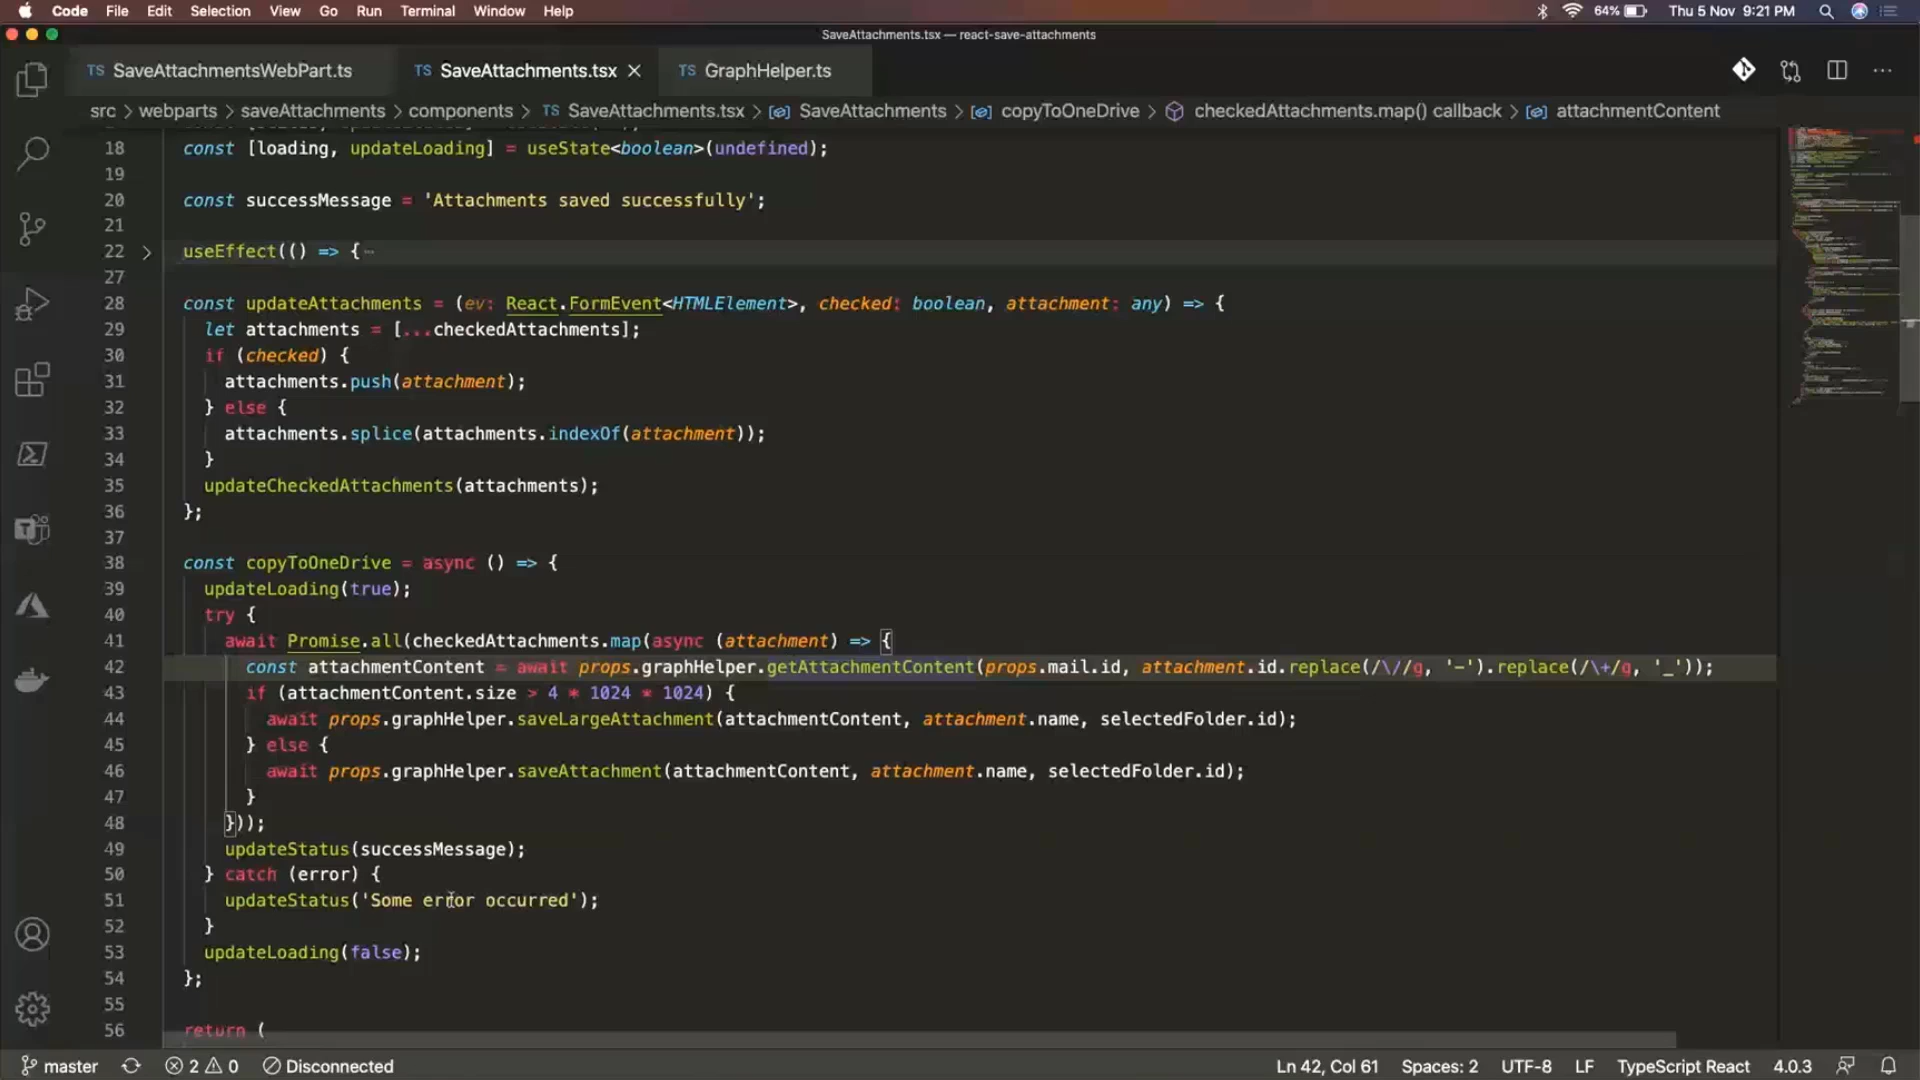 Code File Edit Selection View Go Run Terminal Window Help 64% Thu 5 Nov 9:21 PM
SaveAttachments.tsx — react-save-attachments
TS SaveAttachmentsWebPart.ts TS SaveAttachments.tsx TS GraphHelper.ts
src > webparts > saveAttachments > components > TS SaveAttachments.tsx > SaveAttachments > copyToOneDrive > checkedAttachments.map() callback > attachmentContent
18 const [loading, updateLoading] = useState<boolean>(undefined);
19
20 const successMessage = 'Attachments saved successfully';
21
22 useEffect(() => {
27
28 const updateAttachments = (ev: React.FormEvent<HTMLElement>, checked: boolean, attachment: any) => {
29 let attachments = [...checkedAttachments];
30 if (checked) {
31 attachments.push(attachment);
32 } else {
33 attachments.splice(attachments.indexOf(attachment));
34 }
35 updateCheckedAttachments(attachments);
36 };
37
38 const copyToOneDrive = async () => {
39 updateLoading(true);
40 try {
41 await Promise.all(checkedAttachments.map(async (attachment) => {
42 const attachmentContent = await props.graphHelper.getAttachmentContent(props.mail.id, attachment.id.replace(/\//g, '-').replace(/\+/g, '_'));
43 if (attachmentContent.size > 4 * 1024 * 1024) {
44 await props.graphHelper.saveLargeAttachment(attachmentContent, attachment.name, selectedFolder.id);
45 } else {
46 await props.graphHelper.saveAttachment(attachmentContent, attachment.name, selectedFolder.id);
47 }
48 }));
49 updateStatus(successMessage);
50 } catch (error) {
51 updateStatus('Some error occurred');
52 }
53 updateLoading(false);
54 };
55
56 return (
master 2 0 Disconnected Ln 42, Col 61 Spaces: 2 UTF-8 LF TypeScript React 4.0.3